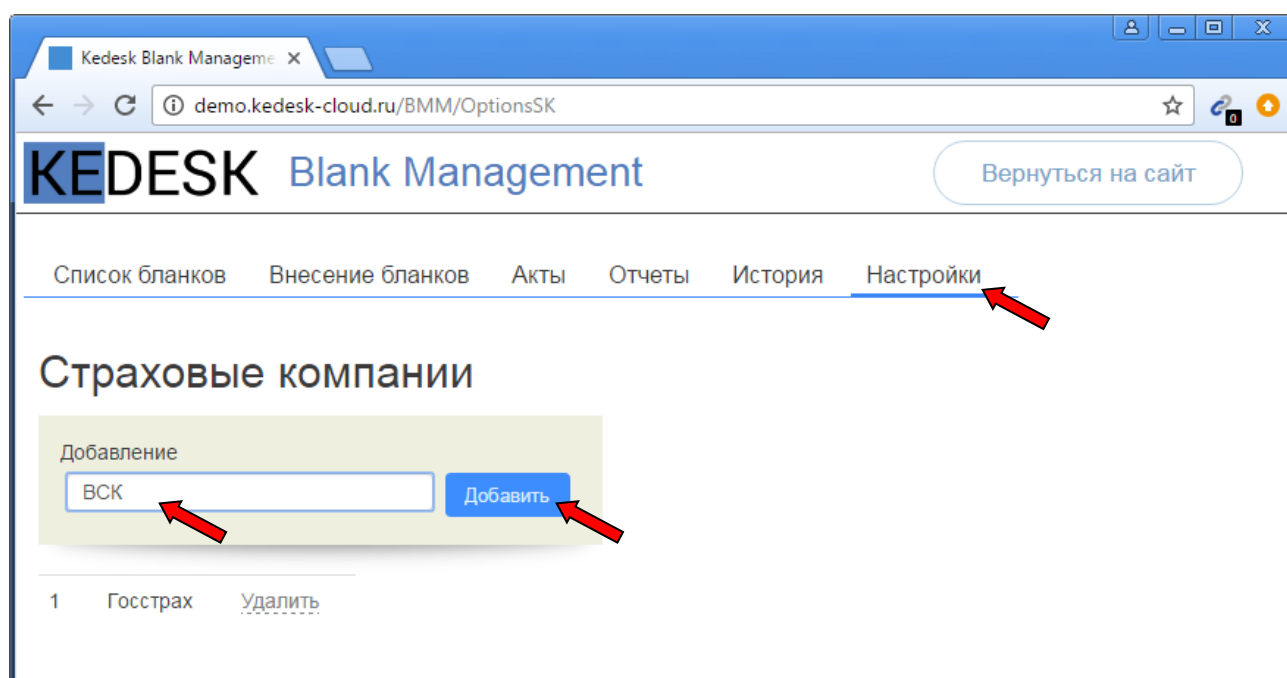 Kedesk Blank Manageme
demo.kedesk-cloud.ru/BMM/OptionsSK
0
KEDESK Blank Management
Вернуться на сайт
Список бланков Внесение бланков Акты Отчеты История Настройки
Страховые компании
Добавление
ВСК
Добавить
1 Госстрах Удалить